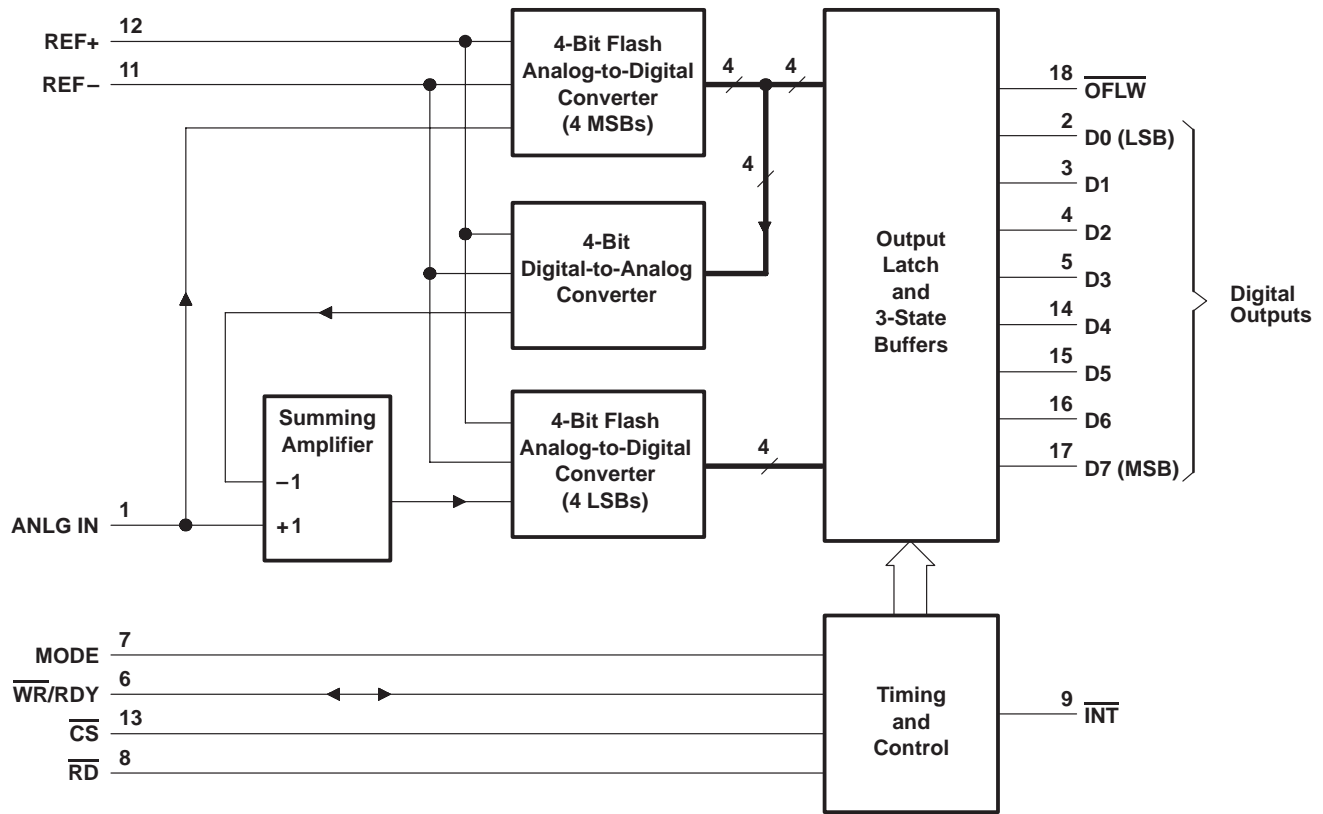 REF+
12
REF–
11
4-Bit Flash
Analog-to-Digital
Converter
(4 MSBs)
4
4
4
4-Bit
Digital-to-Analog
Converter
Summing
Amplifier
–1
+1
ANLG IN
1
4-Bit Flash
Analog-to-Digital
Converter
(4 LSBs)
4
Output
Latch
and
3-State
Buffers
18
OFLW
2
D0 (LSB)
3
D1
4
D2
5
D3
14
D4
15
D5
16
D6
17
D7 (MSB)
Digital
Outputs
MODE
7
WR/RDY
6
CS
13
RD
8
Timing
and
Control
9
INT